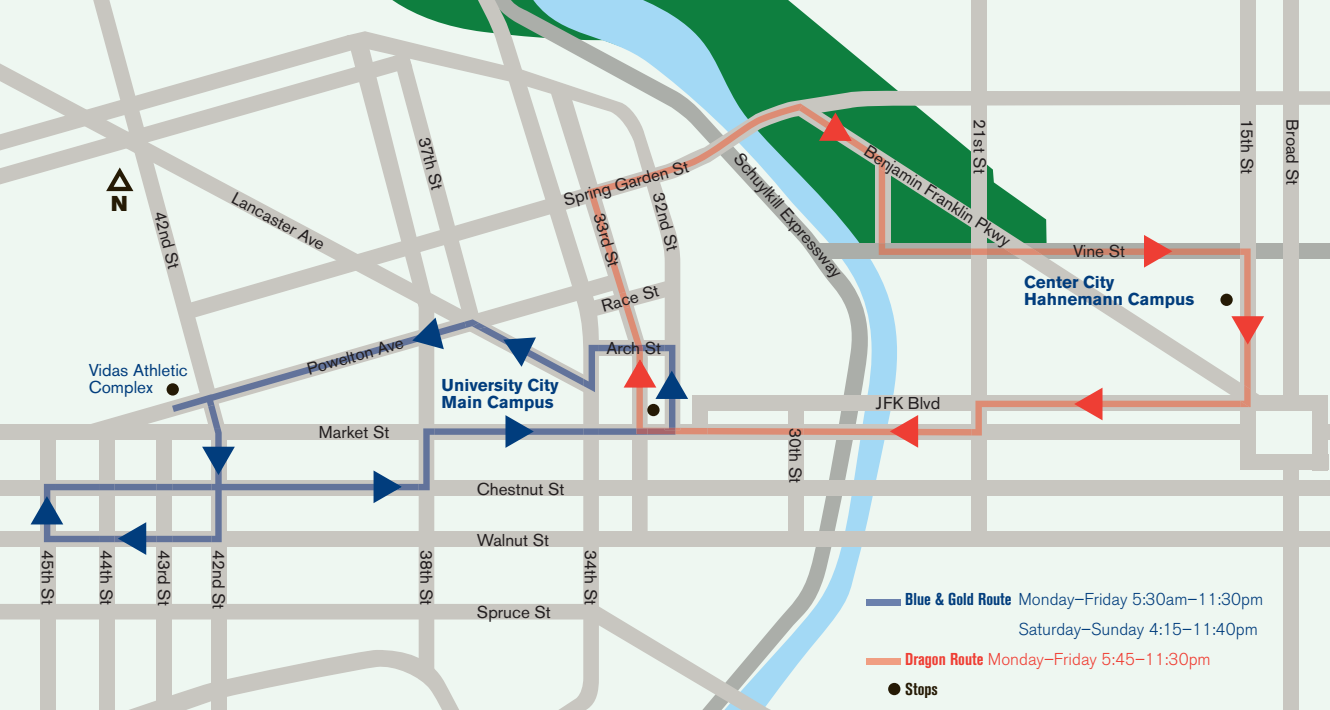 37th St
21st St
15th St
Broad St
Benjamin Franklin Pkwy
Schuylkill Expressway
Spring Garden St
32nd St
N
42nd St
Lancaster Ave
33rd St
Vine St
Race St
Center City
Hahnemann Campus
Arch St
Powelton Ave
Vidas Athletic
Complex
University City
Main Campus
JFK Blvd
Market St
30th St
Chestnut St
Walnut St
45th St
44th St
43rd St
42nd St
38th St
34th St
Spruce St
Blue & Gold Route Monday–Friday 5:30am–11:30pm
Saturday–Sunday 4:15–11:40pm
Dragon Route Monday–Friday 5:45–11:30pm
Stops